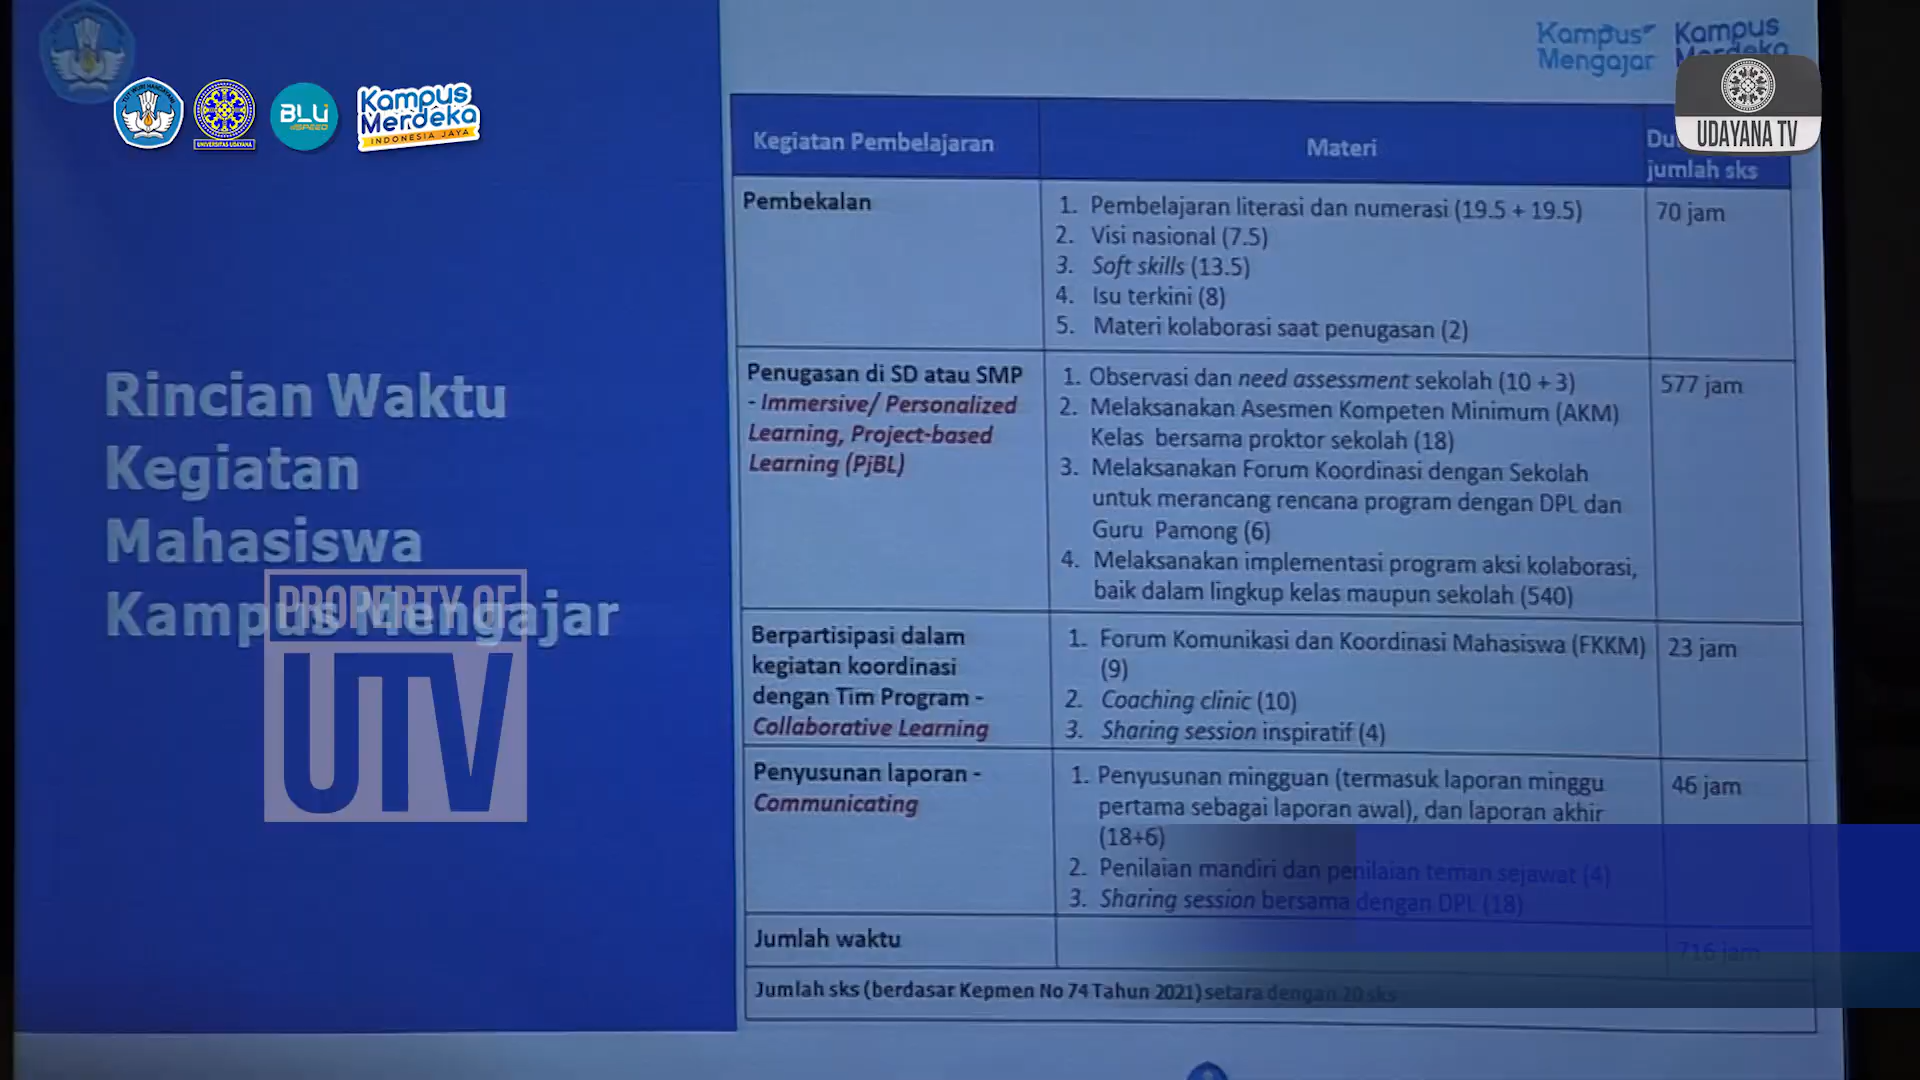 Kampus
Mengajar
Kampus
Merdeka
TUT WURI HANDAYANI
UNIVERSITAS UDAYANA
BLU
SPEED
Kampus
Merdeka
INDONESIA JAYA
UDAYANA TV
Rincian Waktu
Kegiatan
Mahasiswa
Kampus Mengajar
PROPERTY OF
UTV
Kegiatan Pembelajaran
Materi
jumlah sks
Pembekalan
1. Pembelajaran literasi dan numerasi (19.5 + 19.5)
2. Visi nasional (7.5)
3. Soft skills (13.5)
4. Isu terkini (8)
5. Materi kolaborasi saat penugasan (2)
70 jam
Penugasan di SD atau SMP
- Immersive/ Personalized
Learning, Project-based
Learning (PjBL)
1. Observasi dan need assessment sekolah (10 + 3)
2. Melaksanakan Asesmen Kompeten Minimum (AKM)
Kelas bersama proktor sekolah (18)
3. Melaksanakan Forum Koordinasi dengan Sekolah
untuk merancang rencana program dengan DPL dan
Guru Pamong (6)
4. Melaksanakan implementasi program aksi kolaborasi,
baik dalam lingkup kelas maupun sekolah (540)
577 jam
Berpartisipasi dalam
kegiatan koordinasi
dengan Tim Program -
Collaborative Learning
1. Forum Komunikasi dan Koordinasi Mahasiswa (FKKM)
(9)
2. Coaching clinic (10)
3. Sharing session inspiratif (4)
23 jam
Penyusunan laporan -
Communicating
1. Penyusunan mingguan (termasuk laporan minggu
pertama sebagai laporan awal), dan laporan akhir
(18+6)
2. Penilaian mandiri dan penilaian teman sejawat (4)
3. Sharing session bersama dengan DPL (18)
46 jam
Jumlah waktu
716 jam
Jumlah sks (berdasar Kepmen No 74 Tahun 2021) setara dengan 20 sks